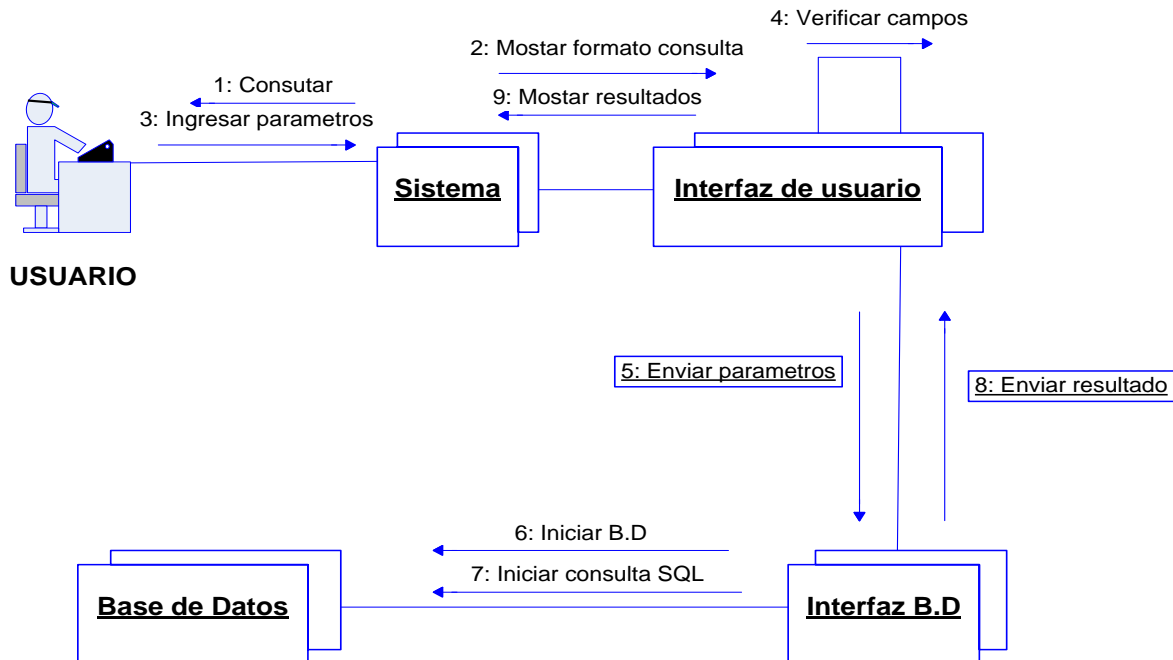 4: Verificar campos
2: Mostar formato consulta
1: Consutar
9: Mostar resultados
3: Ingresar parametros
Sistema
Interfaz de usuario
USUARIO
5: Enviar parametros
8: Enviar resultado
6: Iniciar B.D
7: Iniciar consulta SQL
Base de Datos
Interfaz B.D